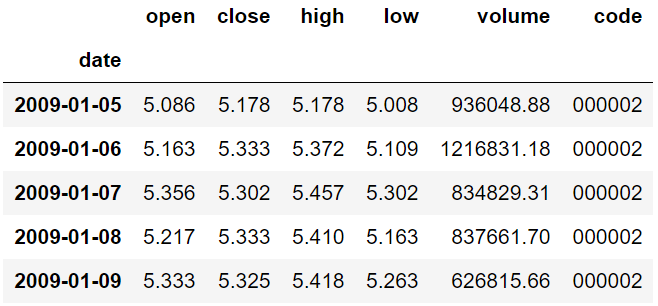 open close high low volume code
date
2009-01-05 5.086 5.178 5.178 5.008 936048.88 000002
2009-01-06 5.163 5.333 5.372 5.109 1216831.18 000002
2009-01-07 5.356 5.302 5.457 5.302 834829.31 000002
2009-01-08 5.217 5.333 5.410 5.163 837661.70 000002
2009-01-09 5.333 5.325 5.418 5.263 626815.66 000002